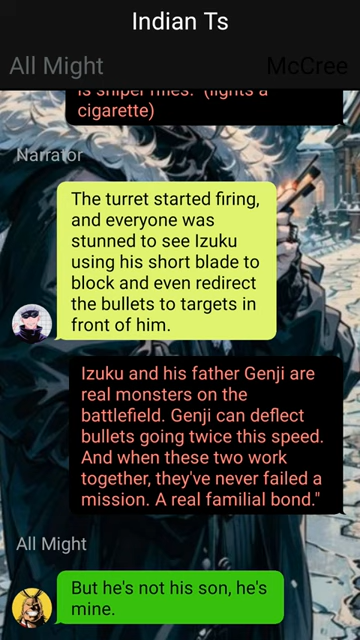 Indian Ts
All Might
McCree
is sniper rifles." (lights a
cigarette)
Narrator
The turret started firing,
and everyone was
stunned to see Izuku
using his short blade to
block and even redirect
the bullets to targets in
front of him.
Izuku and his father Genji are
real monsters on the
battlefield. Genji can deflect
bullets going twice this speed.
And when these two work
together, they've never failed a
mission. A real familial bond."
All Might
But he's not his son, he's
mine.